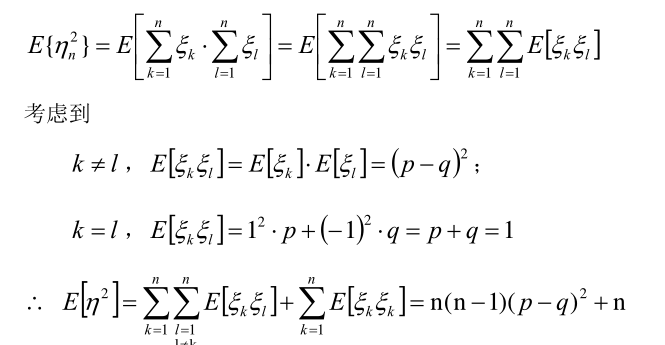 E{η_n^2} = E[∑_{k=1}^{n} ξ_k · ∑_{l=1}^{n} ξ_l] = E[∑_{k=1}^{n} ∑_{l=1}^{n} ξ_k ξ_l] = ∑_{k=1}^{n} ∑_{l=1}^{n} E[ξ_k ξ_l]
考虑到
k ≠ l ， E[ξ_k ξ_l] = E[ξ_k]· E[ξ_l] = (p − q)^2 ；
k = l ， E[ξ_k ξ_l] = 1^2 · p + (−1)^2 · q = p + q = 1
∴ E[η^2] = ∑_{k=1}^{n} ∑_{l=1, l≠k}^{n} E[ξ_k ξ_l] + ∑_{k=1}^{n} E[ξ_k ξ_k] = n(n − 1)(p − q)^2 + n